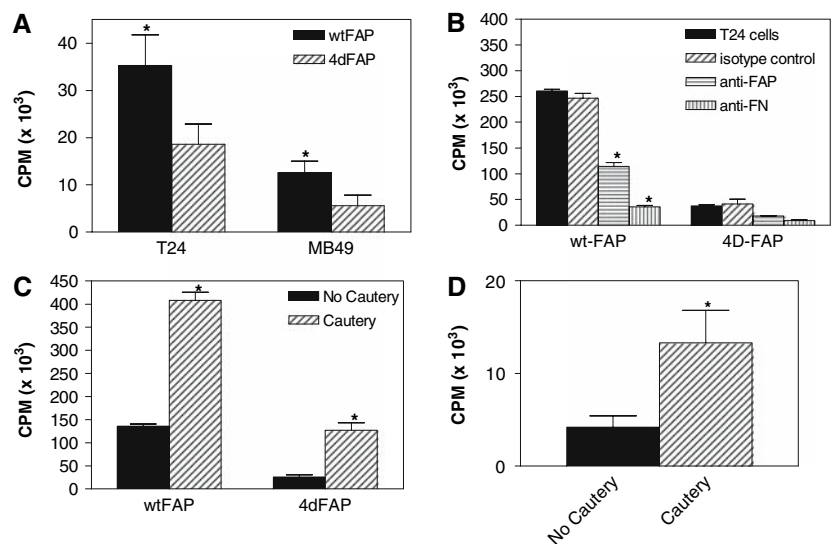 A
CPM (x 10³)
40
30
20
10
0
*
*
wtFAP
4dFAP
T24
MB49
B
CPM (x 10³)
400
350
300
250
200
150
100
50
0
T24 cells
isotype control
anti-FAP
anti-FN
*
*
wt-FAP
4D-FAP
C
CPM (x 10³)
450
400
350
300
250
200
150
100
50
0
No Cautery
Cautery
*
*
wtFAP
4dFAP
D
CPM (x 10³)
20
10
0
*
No Cautery
Cautery